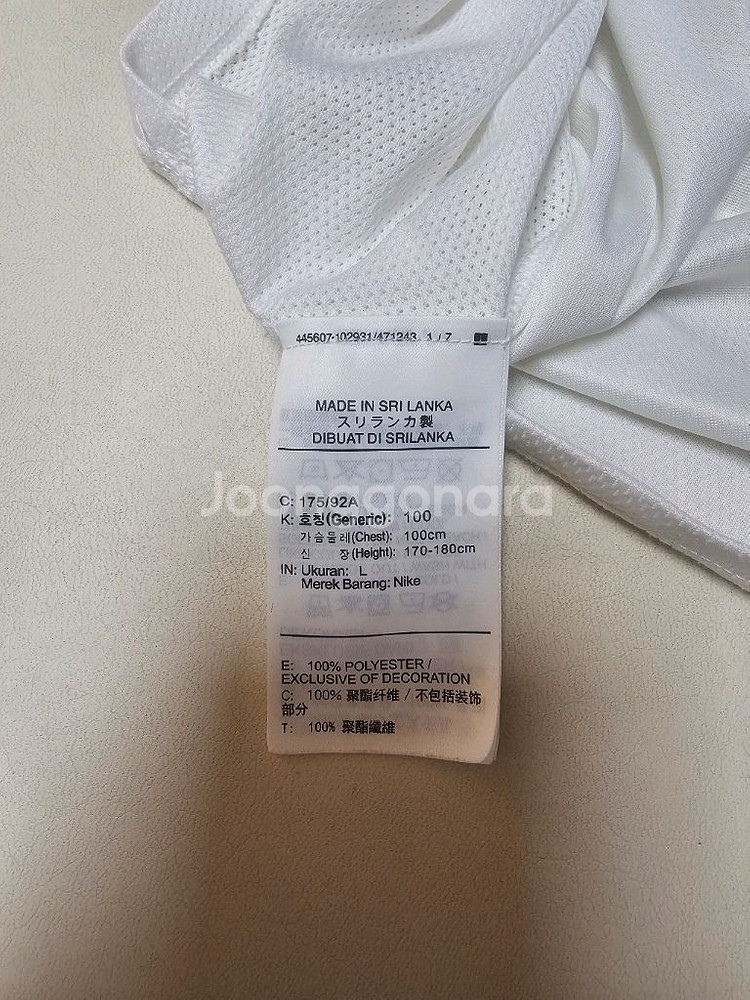 445607-102931/471243 1 / 7
MADE IN SRI LANKA
スリランカ製
DIBUAT DI SRILANKA
Joonggonara
C: 175/92A
K: 호칭(Generic): 100
가슴둘레(Chest): 100cm
신 장(Height): 170-180cm
IN: Ukuran: L
Merek Barang: Nike
E: 100% POLYESTER /
EXCLUSIVE OF DECORATION
C: 100% 聚酯纤维 / 不包括装饰
部分
T: 100% 聚酯纖維